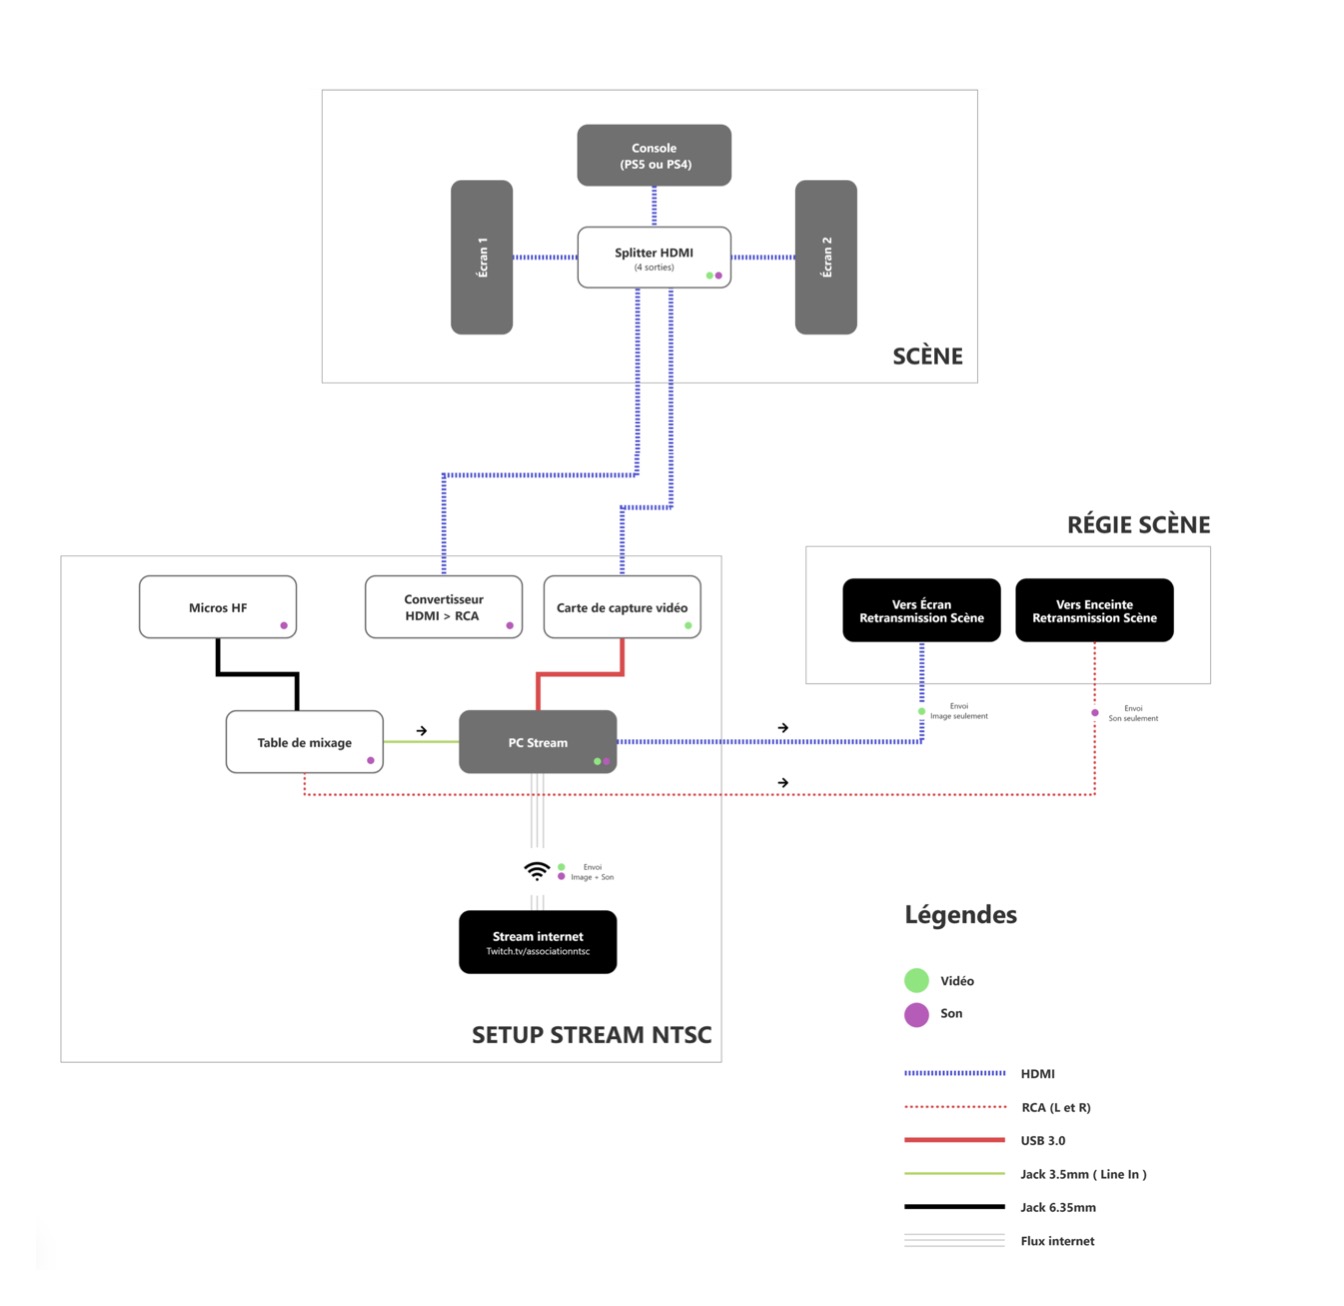 Console
(PS5 ou PS4)
Écran 1
Splitter HDMI
(4 sorties)
Écran 2
SCÈNE
RÉGIE SCÈNE
Micros HF
Convertisseur
HDMI > RCA
Carte de capture vidéo
Vers Écran
Retransmission Scène
Vers Enceinte
Retransmission Scène
Envoi
Image seulement
Envoi
Son seulement
Table de mixage
PC Stream
Envoi
Image + Son
Stream internet
Twitch.tv/associationntsc
SETUP STREAM NTSC
Légendes
Vidéo
Son
HDMI
RCA (L et R)
USB 3.0
Jack 3.5mm ( Line In )
Jack 6.35mm
Flux internet